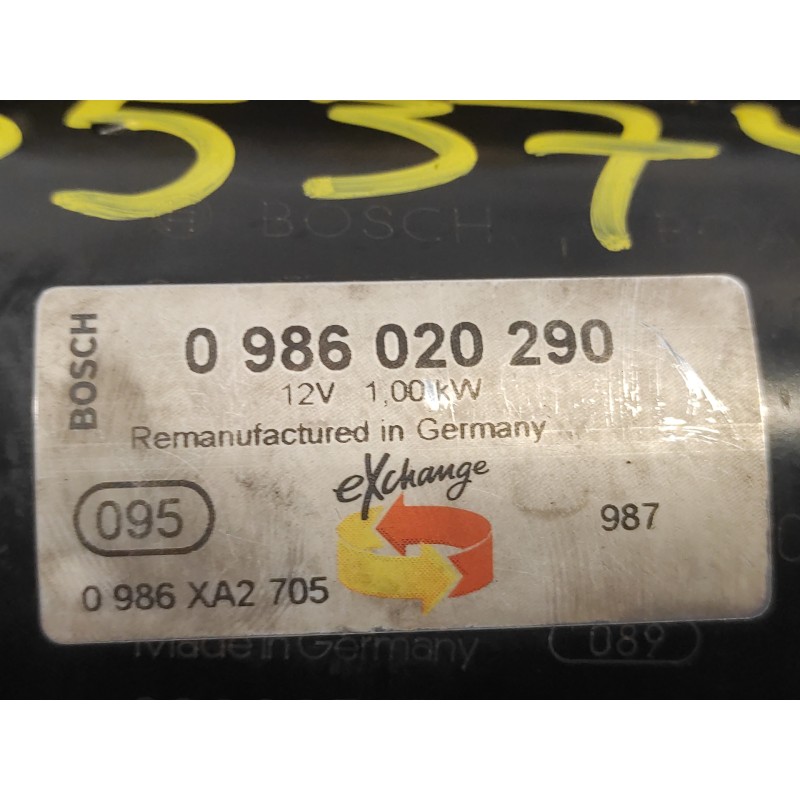 5374
BOSCH
BOSCH
0 986 020 290
12V 1,00 kW
Remanufactured in Germany
eXchange
095
987
0 986 XA2 705
Made in Germany
089